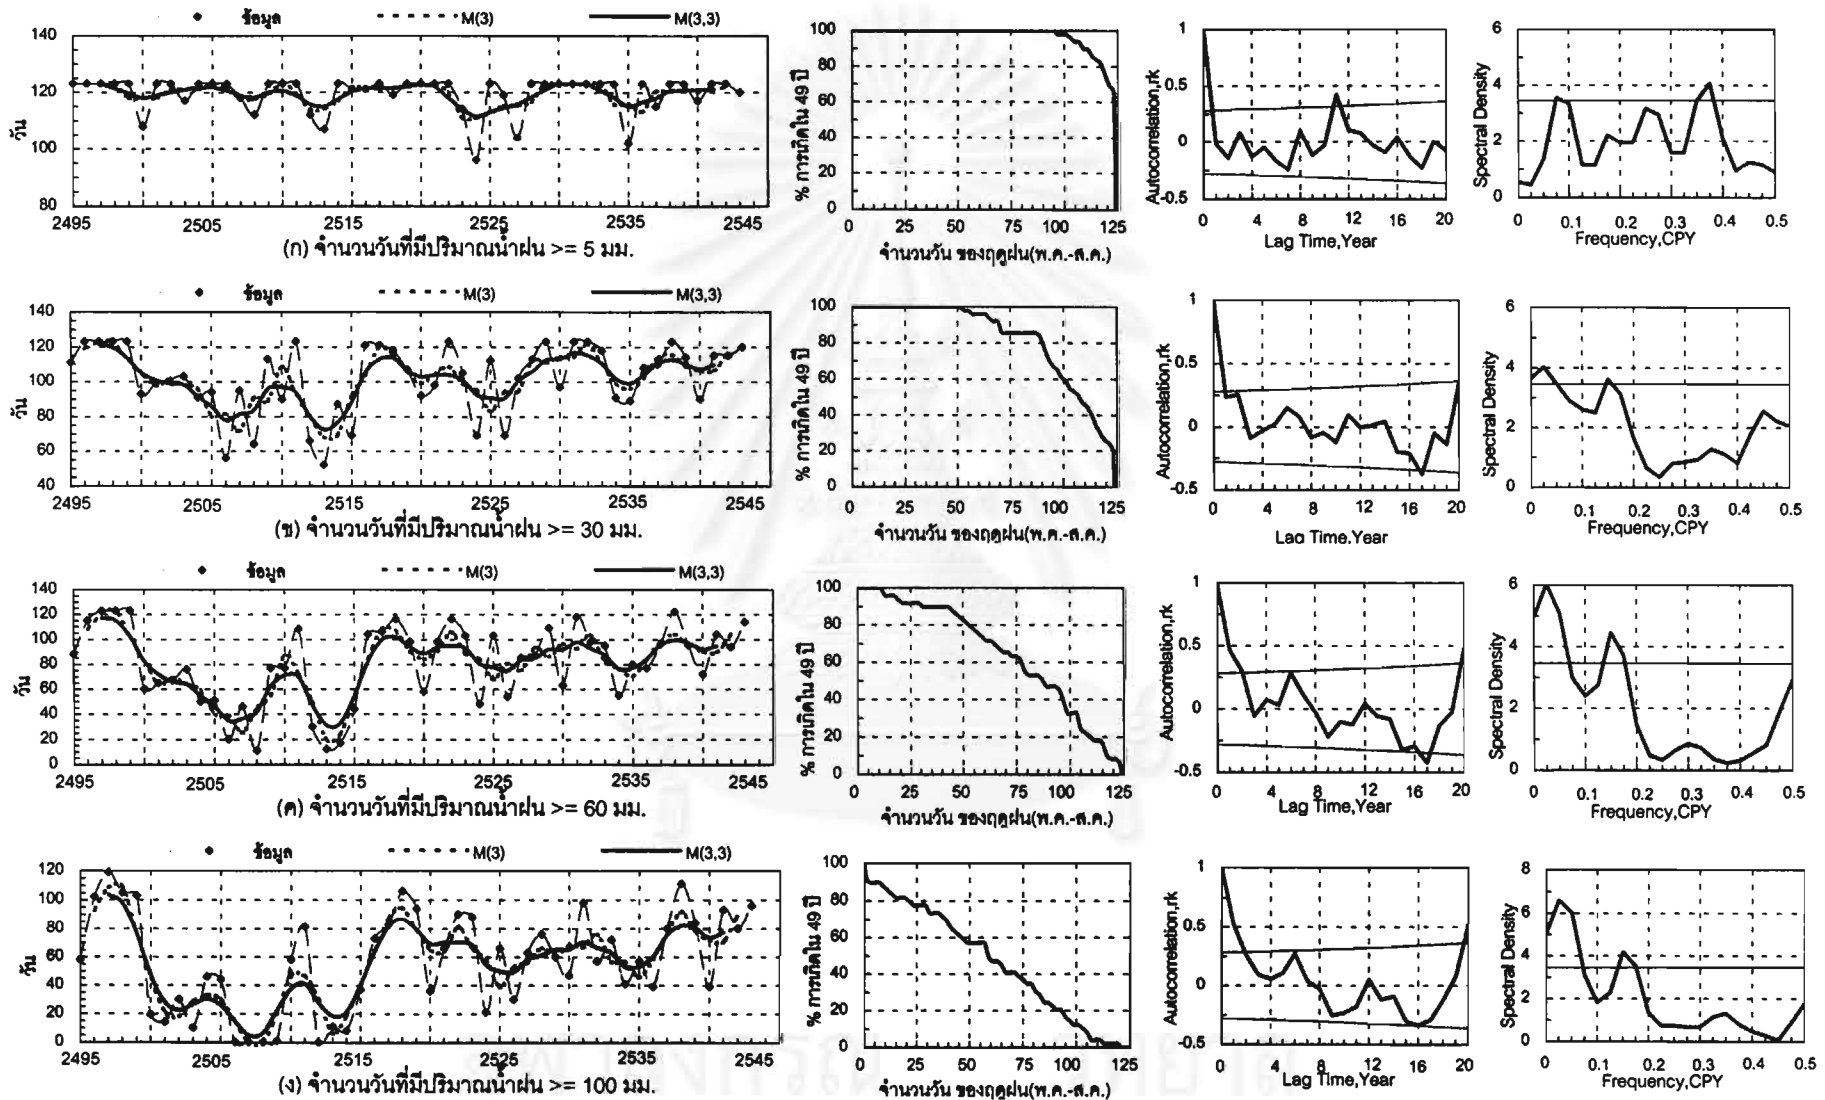 ข้อมูล M(3) M(3,3)
140
120
100
80
วัน
2495 2505 2515 2525 2535 2545
(ก) จำนวนวันที่มีปริมาณน้ำฝน >= 5 มม.
100
80
60
40
20
0
% การเกิดใน 49 ปี
0 25 50 75 100 125
จำนวนวัน ของฤดูฝน(พ.ค.-ส.ค.)
1
0.5
0
-0.5
Autocorrelation,rk
0 4 8 12 16 20
Lag Time,Year
6
4
2
0
Spectral Density
0 0.1 0.2 0.3 0.4 0.5
Frequency,CPY
ข้อมูล M(3) M(3,3)
140
120
100
80
60
40
วัน
2495 2505 2515 2525 2535 2545
(ข) จำนวนวันที่มีปริมาณน้ำฝน >= 30 มม.
100
80
60
40
20
0
% การเกิดใน 49 ปี
0 25 50 75 100 125
จำนวนวัน ของฤดูฝน(พ.ค.-ส.ค.)
1
0.5
0
-0.5
Autocorrelation,rk
0 4 8 12 16 20
Lag Time,Year
6
4
2
0
Spectral Density
0 0.1 0.2 0.3 0.4 0.5
Frequency,CPY
ข้อมูล M(3) M(3,3)
140
120
100
80
60
40
20
0
วัน
2495 2505 2515 2525 2535 2545
(ค) จำนวนวันที่มีปริมาณน้ำฝน >= 60 มม.
100
80
60
40
20
0
% การเกิดใน 49 ปี
0 25 50 75 100 125
จำนวนวัน ของฤดูฝน(พ.ค.-ส.ค.)
1
0.5
0
-0.5
Autocorrelation,rk
0 4 8 12 16 20
Lag Time,Year
6
4
2
0
Spectral Density
0 0.1 0.2 0.3 0.4 0.5
Frequency,CPY
ข้อมูล M(3) M(3,3)
120
100
80
60
40
20
0
วัน
2495 2505 2515 2525 2535 2545
(ง) จำนวนวันที่มีปริมาณน้ำฝน >= 100 มม.
100
80
60
40
20
0
% การเกิดใน 49 ปี
0 25 50 75 100 125
จำนวนวัน ของฤดูฝน(พ.ค.-ส.ค.)
1
0.5
0
-0.5
Autocorrelation,rk
0 4 8 12 16 20
Lag Time,Year
8
6
4
2
0
Spectral Density
0 0.1 0.2 0.3 0.4 0.5
Frequency,CPY